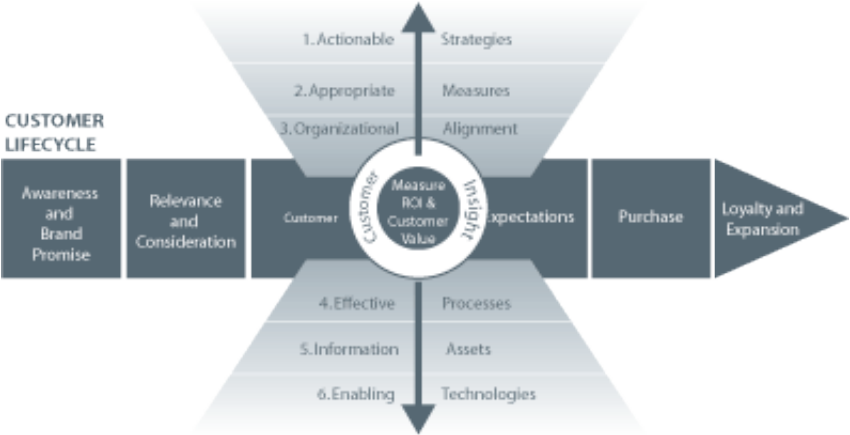 1. Actionable Strategies
2. Appropriate Measures
3. Organizational Alignment
CUSTOMER
LIFECYCLE
Awareness
and
Brand
Promise
Relevance
and
Consideration
Customer
Customer Insight
Measure
ROI &
Customer
Value
xpectations
Purchase
Loyalty and
Expansion
4. Effective Processes
5. Information Assets
6. Enabling Technologies